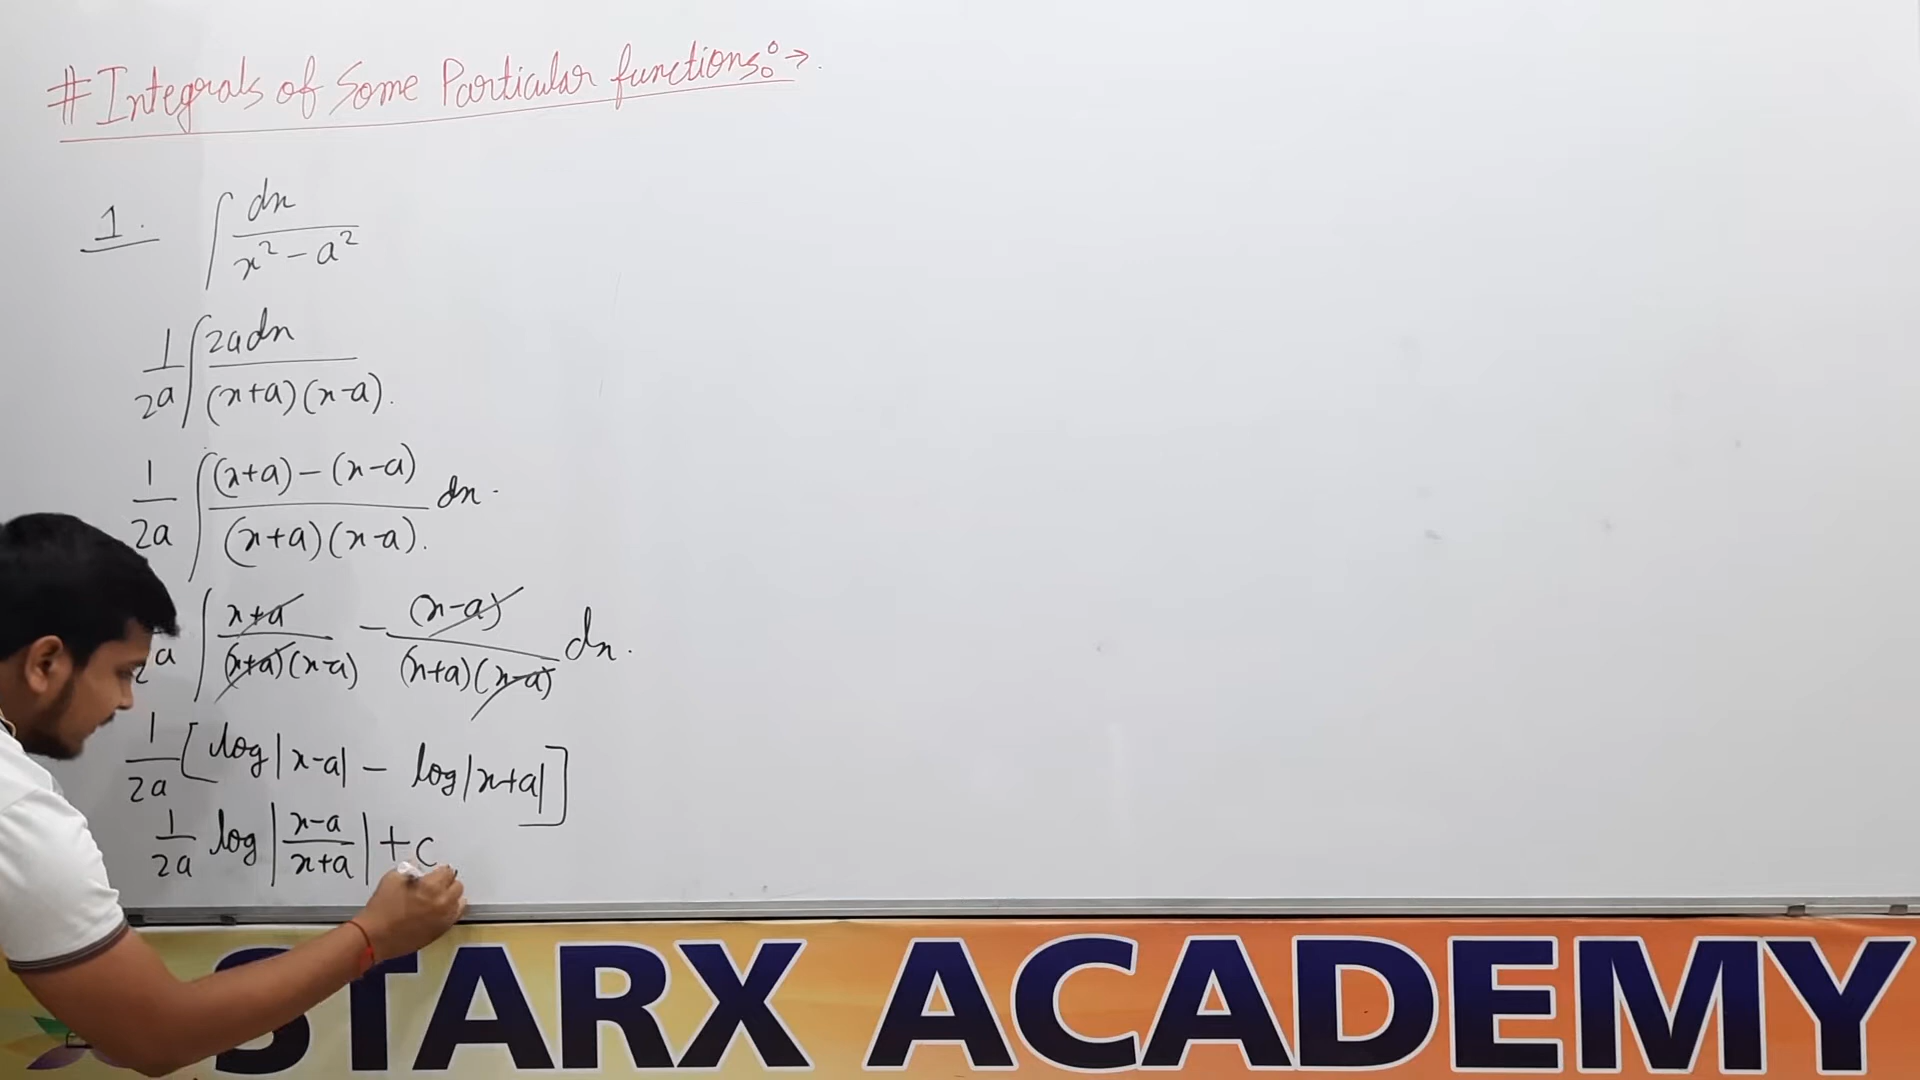 #Integrals of Some Particular functions:→.
1. ∫ dx / x² - a²
1/2a ∫ 2adx / (x+a)(x-a).
1/2a ∫ (x+a) - (x-a) / (x+a)(x-a). dx.
2a ∫ x+a / (x+a)(x-a) - (x-a) / (x+a)(x-a) dx.
1/2a [log|x-a| - log|x+a|]
1/2a log |x-a / x+a| + c
STARX ACADEMY